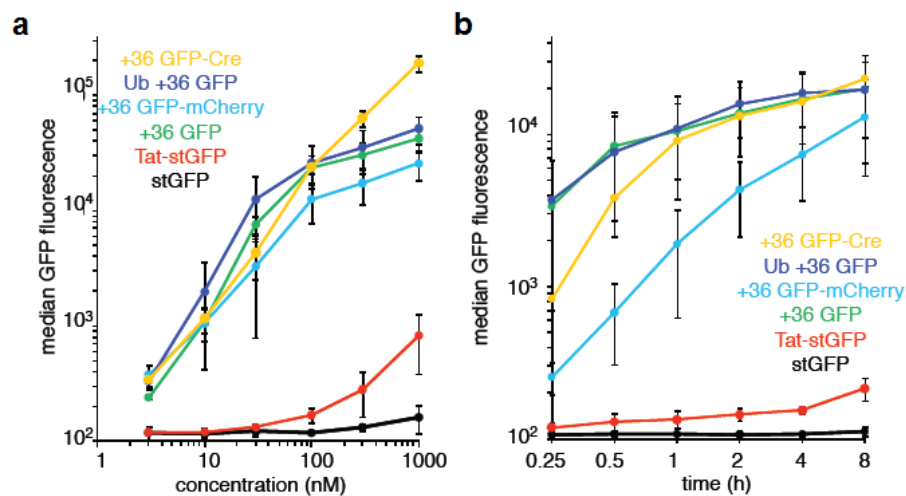 a
+36 GFP-Cre
Ub +36 GFP
+36 GFP-mCherry
+36 GFP
Tat-stGFP
stGFP
median GFP fluorescence
10^5
10^4
10^3
10^2
1
10
100
1000
concentration (nM)
b
median GFP fluorescence
10^4
10^3
10^2
+36 GFP-Cre
Ub +36 GFP
+36 GFP-mCherry
+36 GFP
Tat-stGFP
stGFP
0.25
0.5
1
2
4
8
time (h)